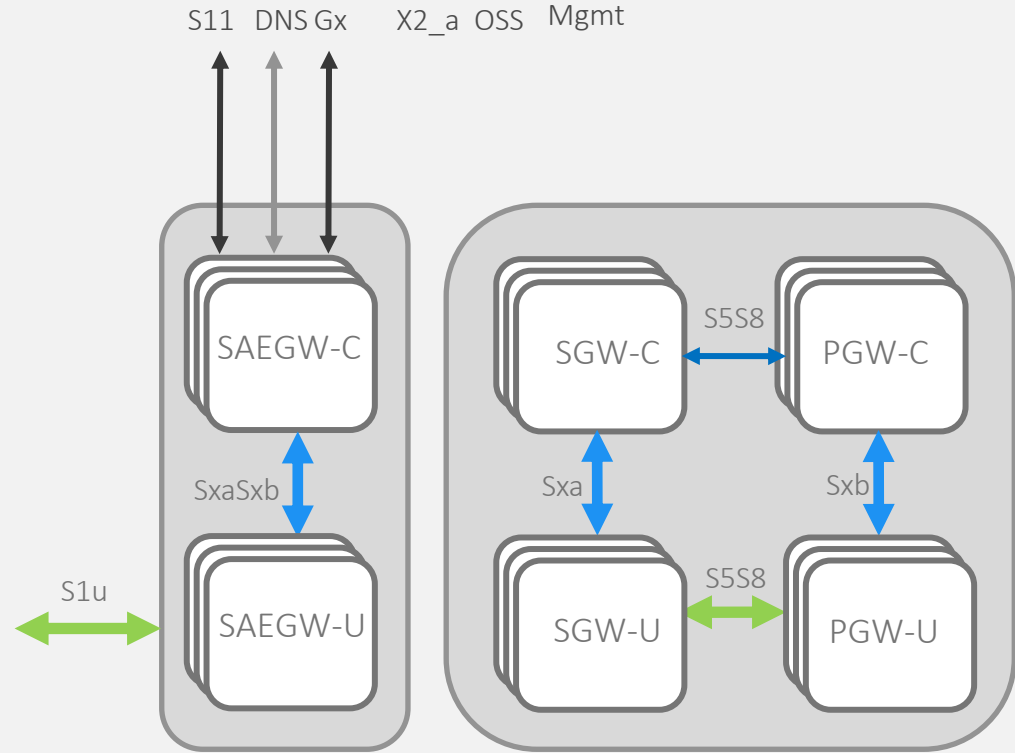 S11 DNS Gx X2_a OSS Mgmt
SAEGW-C
SGW-C
S5S8
PGW-C
SxaSxb
Sxa
Sxb
S1u
SAEGW-U
SGW-U
S5S8
PGW-U